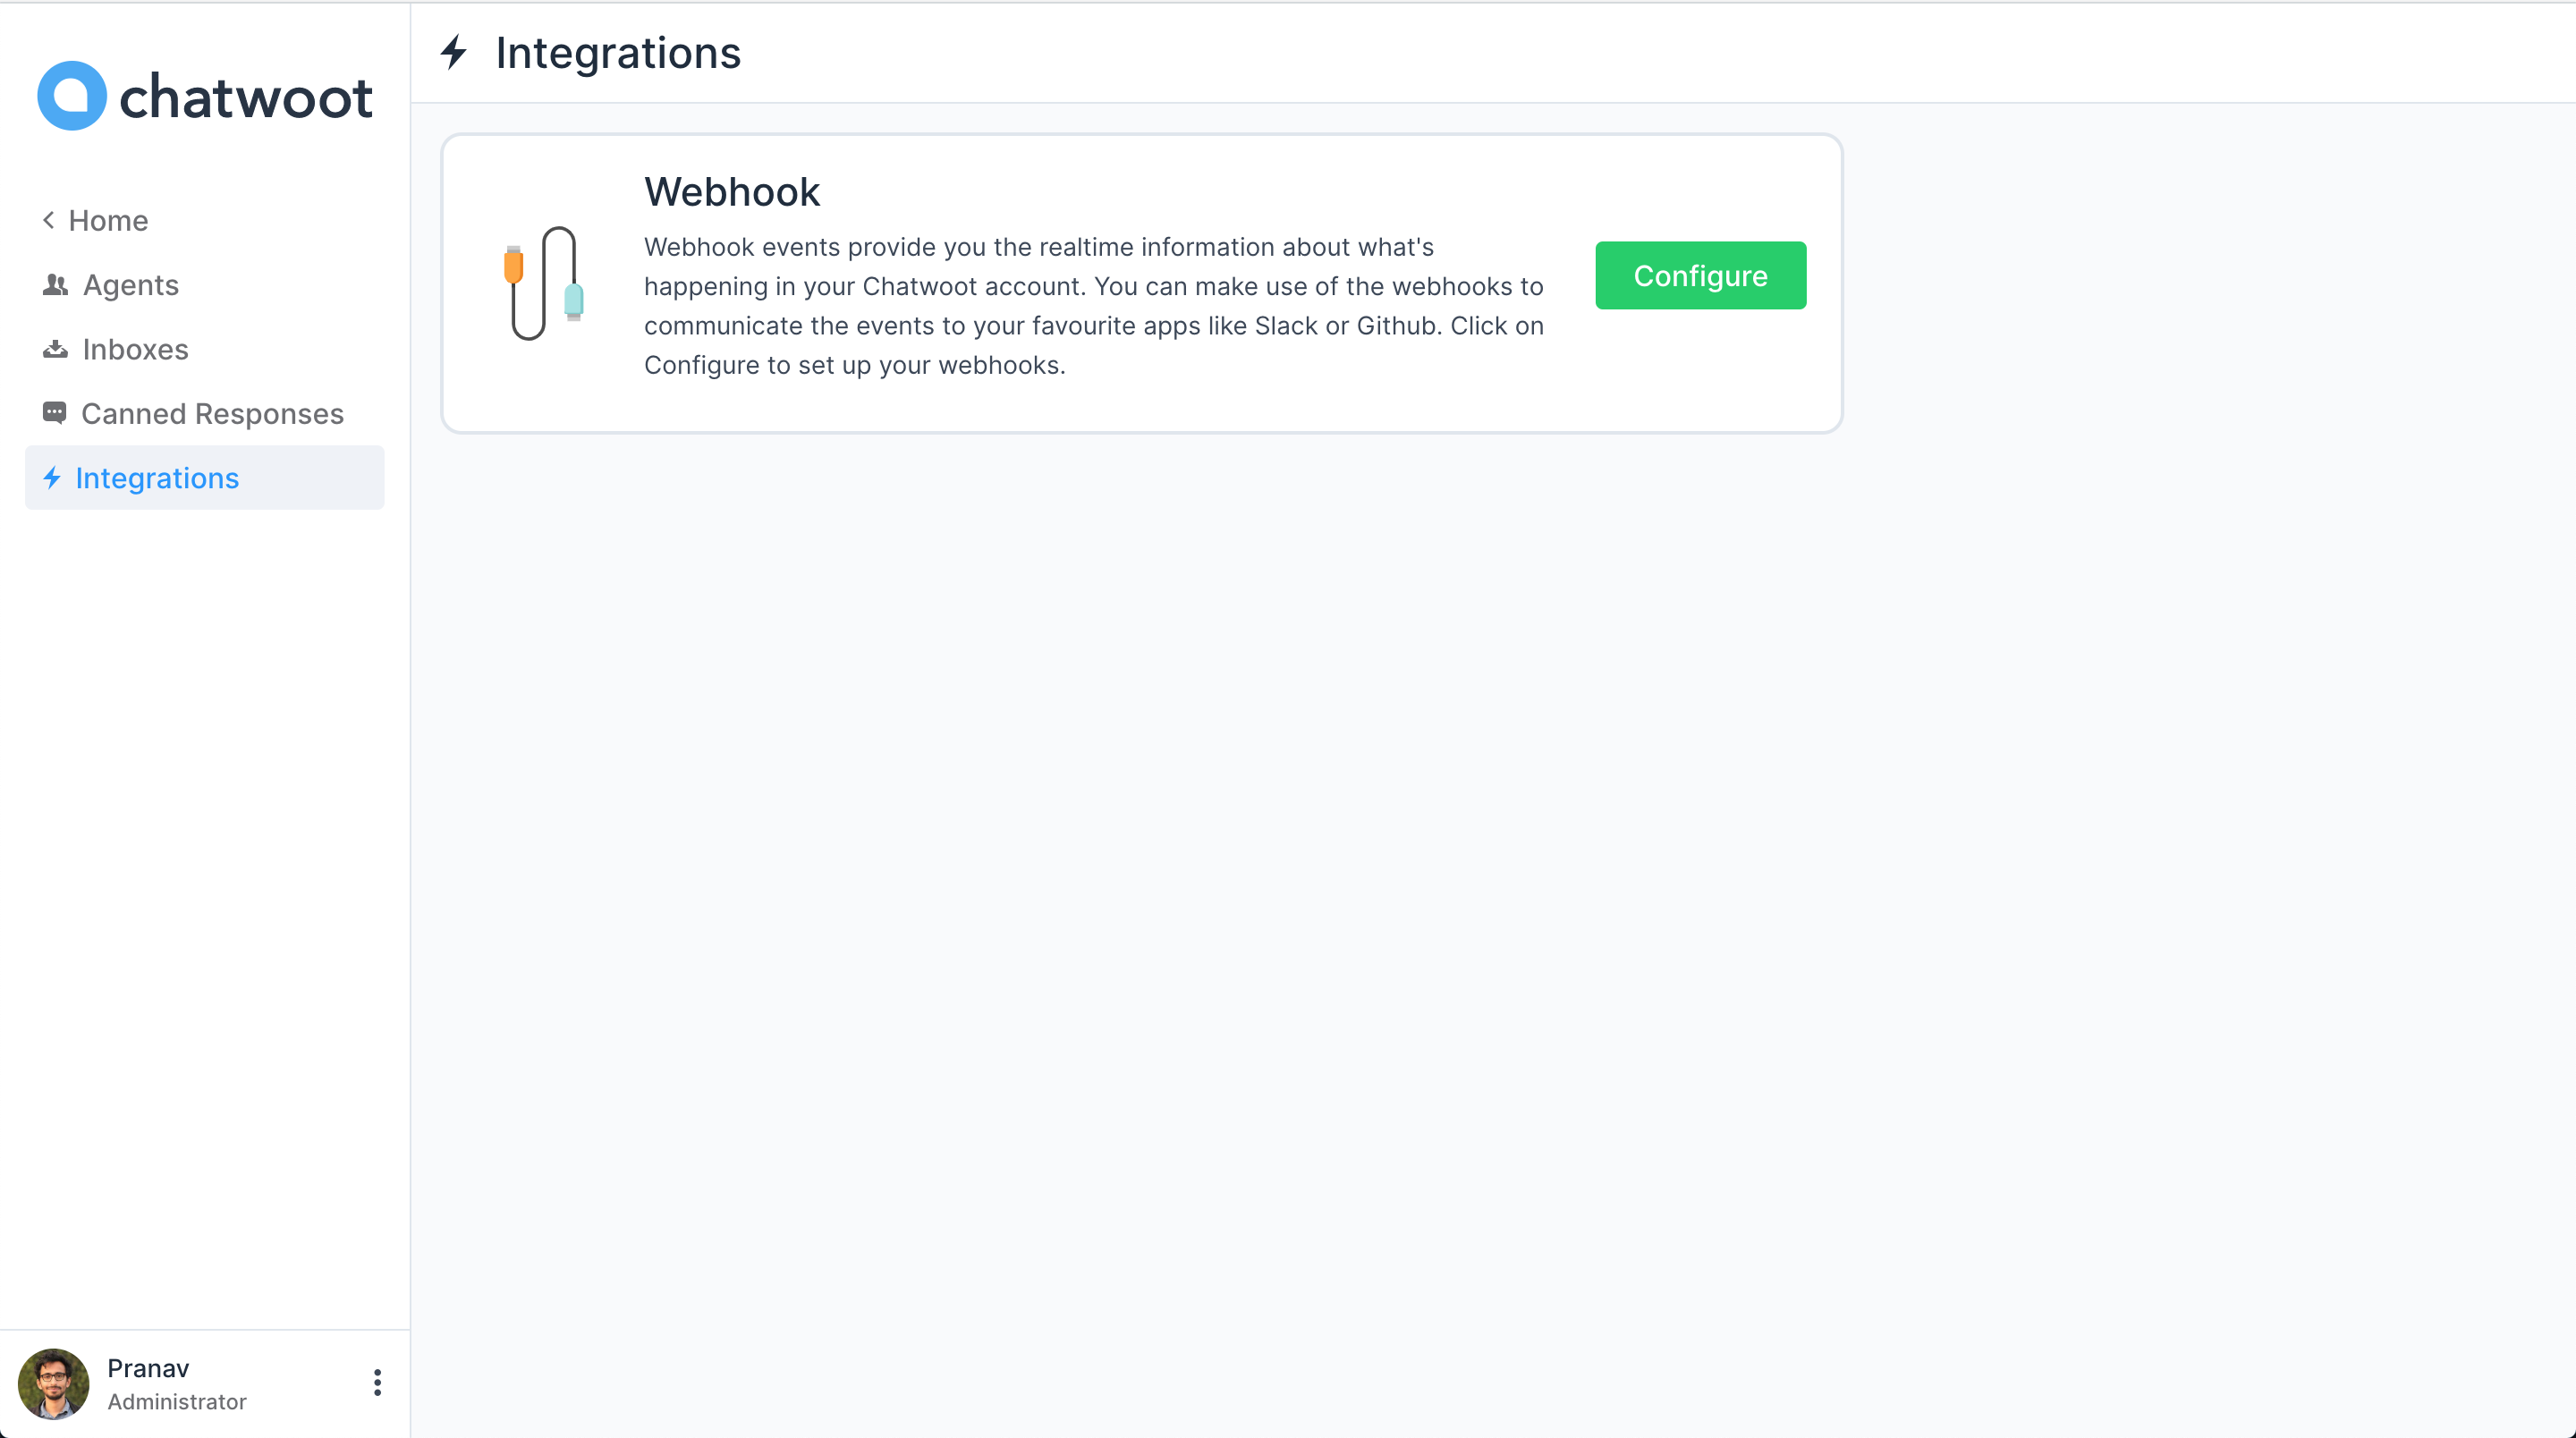 chatwoot
Home
Agents
Inboxes
Canned Responses
Integrations
Pranav
Administrator
Integrations
Webhook
Webhook events provide you the realtime information about what's
happening in your Chatwoot account. You can make use of the webhooks to
communicate the events to your favourite apps like Slack or Github. Click on
Configure to set up your webhooks.
Configure